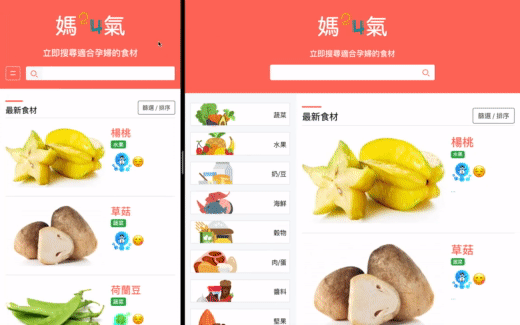 媽24氣
立即搜尋適合孕婦的食材
最新食材
篩選 / 排序
楊桃
水果
草菇
蔬菜
荷蘭豆
蔬菜
媽24氣
立即搜尋適合孕婦的食材
蔬菜
水果
奶/豆
海鮮
穀物
肉/蛋
醬料
堅果
最新食材
篩選 / 排序
楊桃
水果
草菇
蔬菜